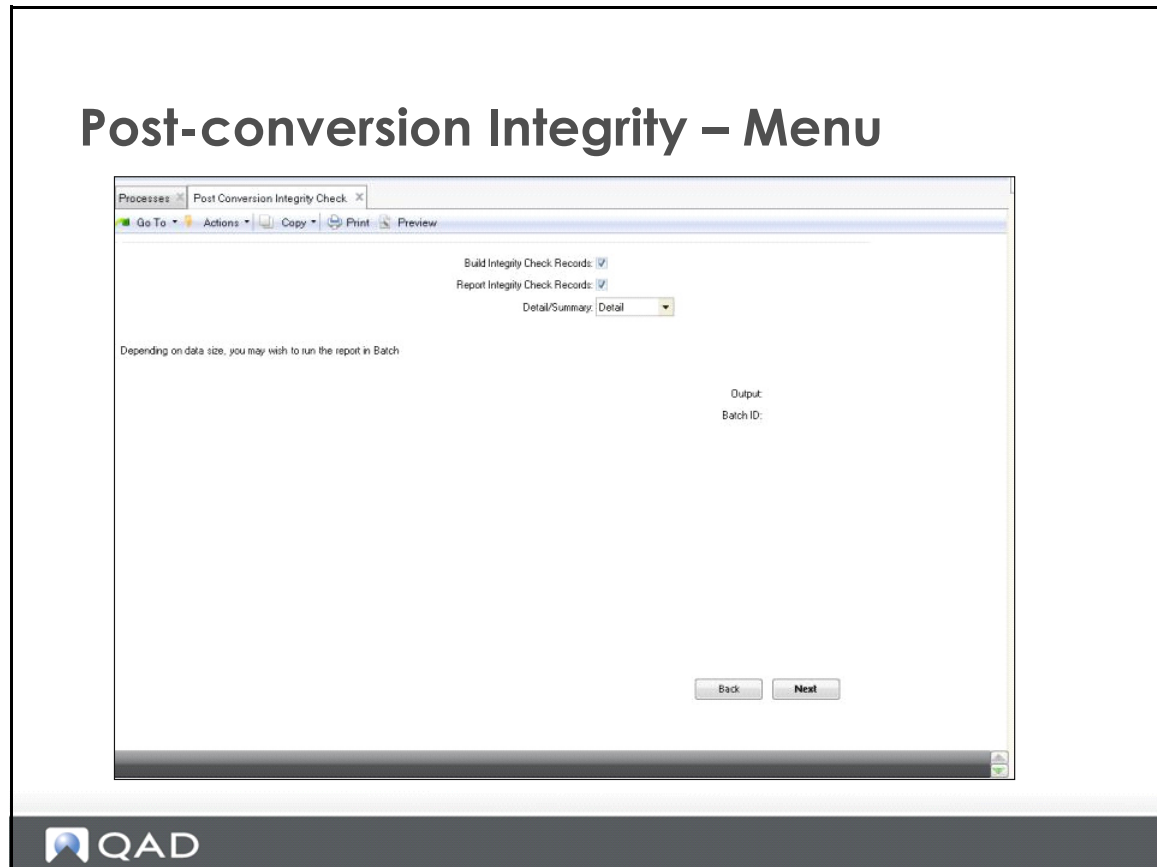 Post-conversion Integrity – Menu
Processes Post Conversion Integrity Check
Go To Actions Copy Print Preview
Build Integrity Check Records:
Report Integrity Check Records:
Detail/Summary: Detail
Depending on data size, you may wish to run the report in Batch
Output:
Batch ID:
Back Next
QAD